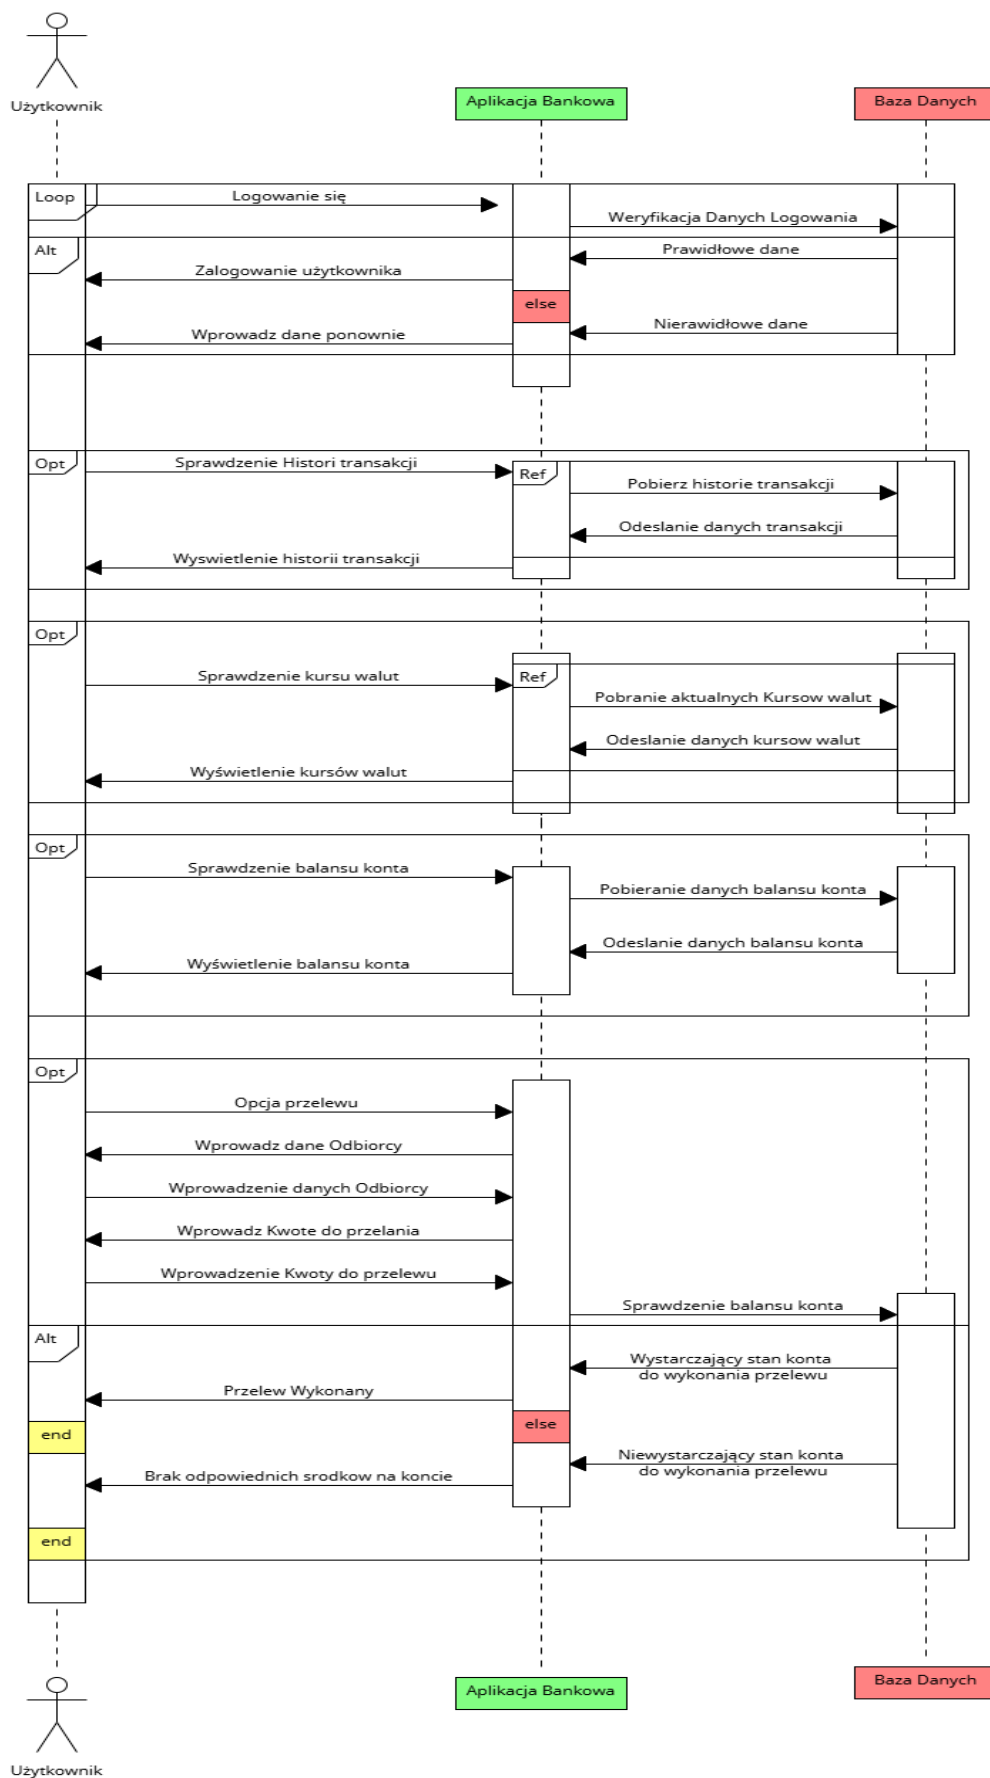 Użytkownik
Aplikacja Bankowa
Baza Danych
Loop
Logowanie się
Weryfikacja Danych Logowania
Alt
Prawidłowe dane
Zalogowanie użytkownika
else
Nierawidłowe dane
Wprowadz dane ponownie
Opt
Sprawdzenie Histori transakcji
Ref
Pobierz historie transakcji
Odeslanie danych transakcji
Wyswietlenie historii transakcji
Opt
Sprawdzenie kursu walut
Ref
Pobranie aktualnych Kursow walut
Odeslanie danych kursow walut
Wyświetlenie kursów walut
Opt
Sprawdzenie balansu konta
Pobieranie danych balansu konta
Odeslanie danych balansu konta
Wyświetlenie balansu konta
Opt
Opcja przelewu
Wprowadz dane Odbiorcy
Wprowadzenie danych Odbiorcy
Wprowadz Kwote do przelania
Wprowadzenie Kwoty do przelewu
Sprawdzenie balansu konta
Alt
Wystarczający stan konta
do wykonania przelewu
Przelew Wykonany
else
end
Niewystarczający stan konta
do wykonania przelewu
Brak odpowiednich srodkow na koncie
end
Aplikacja Bankowa
Baza Danych
Użytkownik